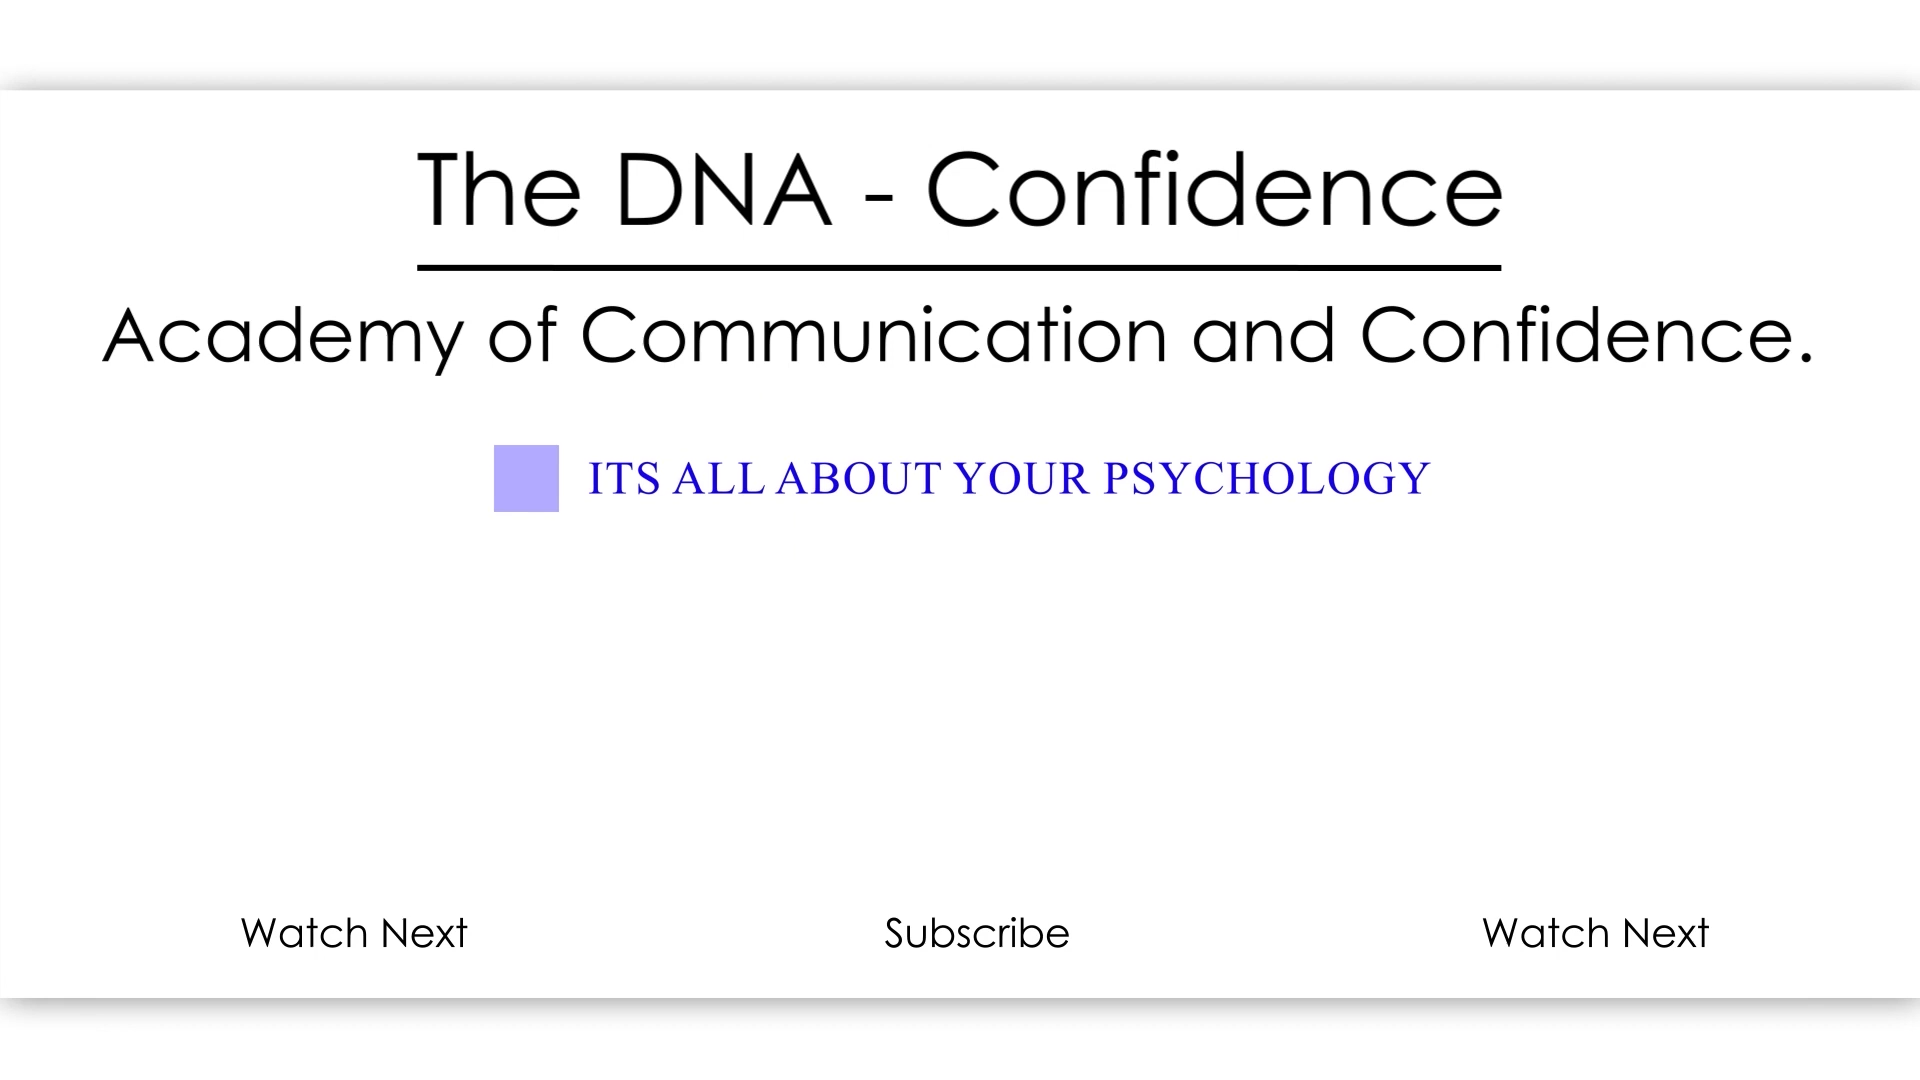 The DNA - Confidence
Academy of Communication and Confidence.
ITS ALL ABOUT YOUR PSYCHOLOGY
Watch Next
Subscribe
Watch Next